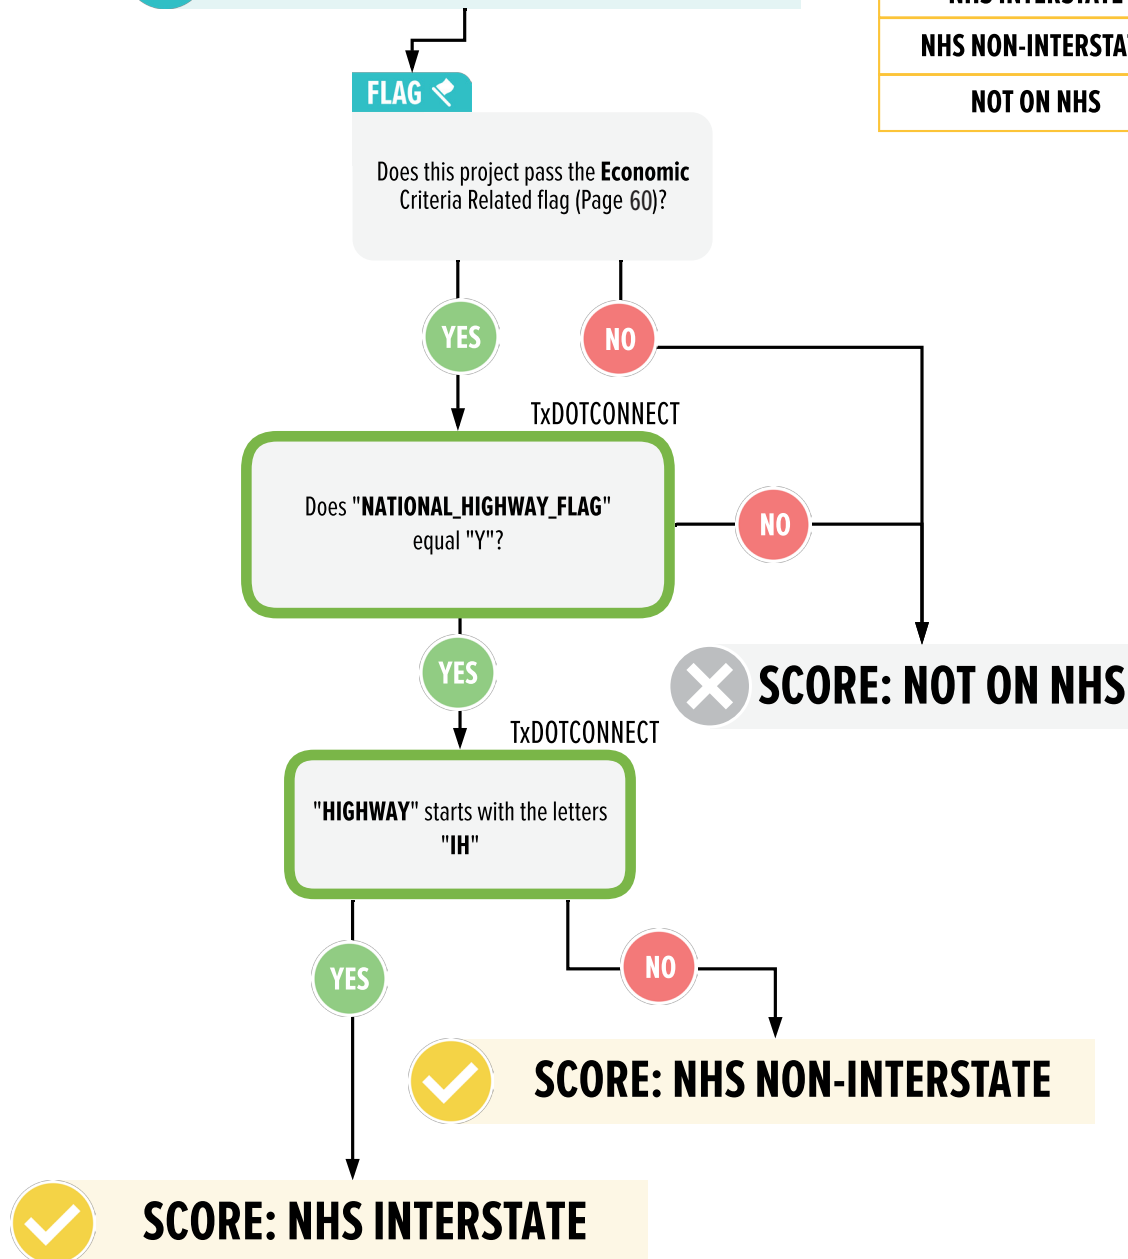 NHS INTERSTATE
NHS NON-INTERSTA
NOT ON NHS
FLAG
Does this project pass the Economic
Criteria Related flag (Page 60)?
YES
NO
TxDOTCONNECT
Does "NATIONAL_HIGHWAY_FLAG"
equal "Y"?
NO
YES
SCORE: NOT ON NHS
TxDOTCONNECT
"HIGHWAY" starts with the letters
"IH"
YES
NO
SCORE: NHS NON-INTERSTATE
SCORE: NHS INTERSTATE